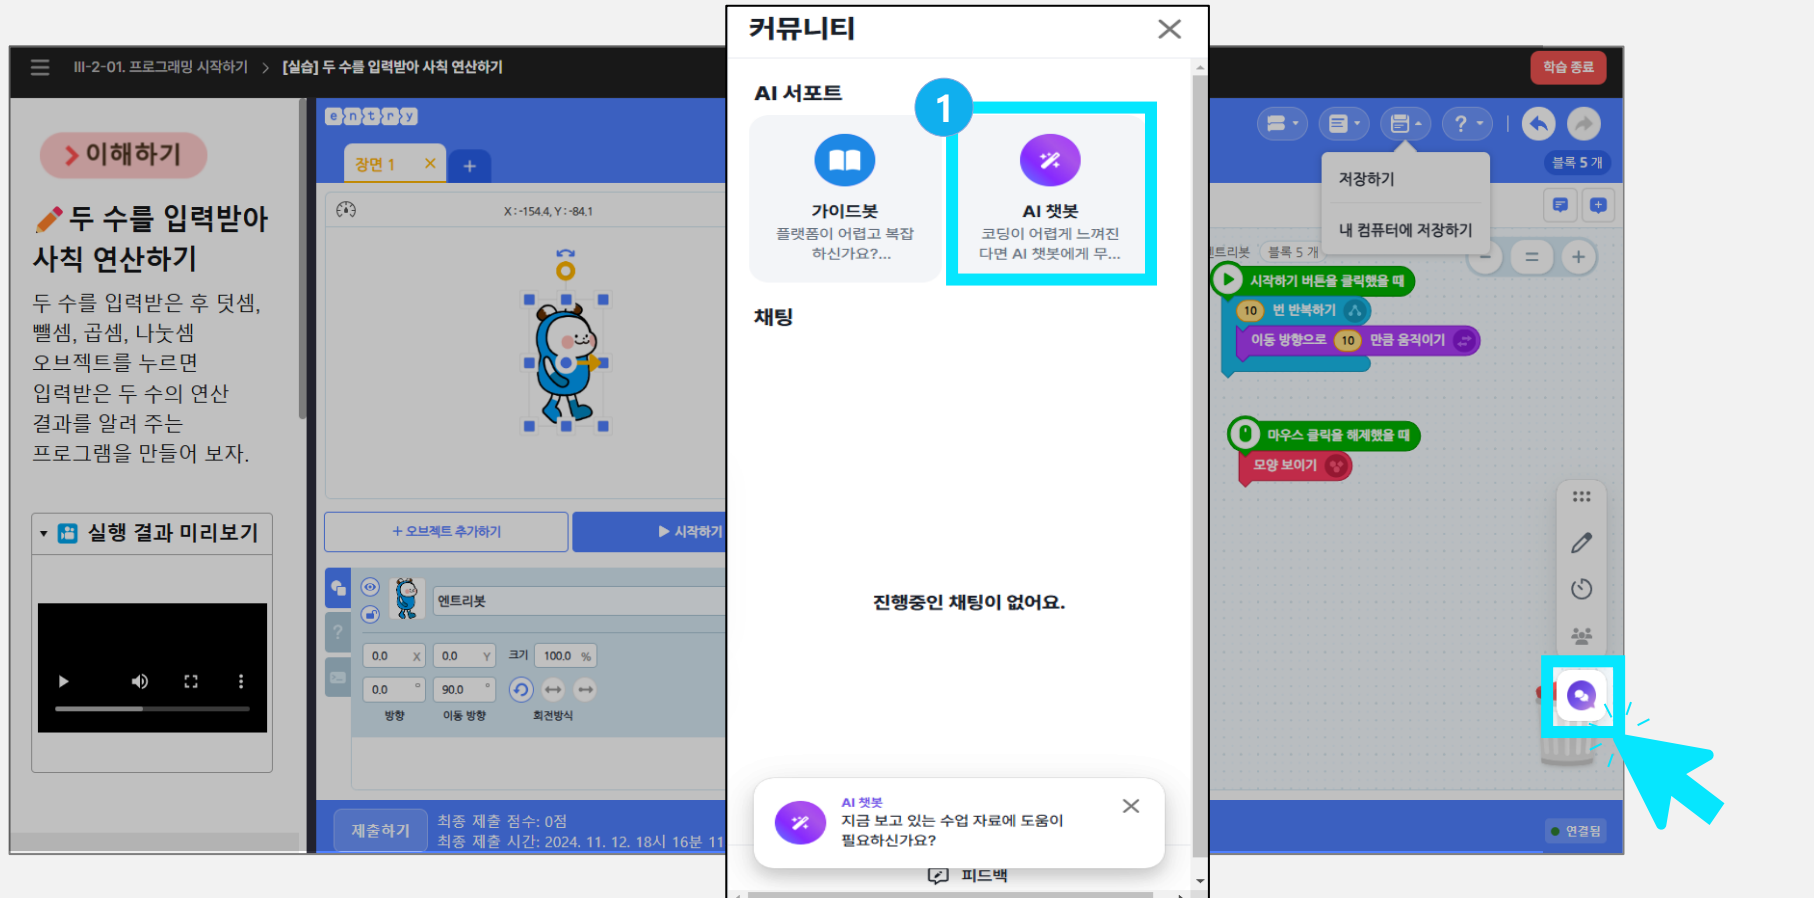 커뮤니티
III-2-01. 프로그래밍 시작하기 > [실습] 두 수를 입력받아 사칙 연산하기
학습 종료
이해하기
두 수를 입력받아
사칙 연산하기
두 수를 입력받은 후 덧셈,
뺄셈, 곱셈, 나눗셈
오브젝트를 누르면
입력받은 두 수의 연산
결과를 알려 주는
프로그램을 만들어 보자.
실행 결과 미리보기
entry
장면 1
X:-154.4, Y:-84.1
+ 오브젝트 추가하기
시작하기
엔트리봇
0.0 X 0.0 Y 크기 100.0 %
0.0 ° 90.0 °
방향 이동 방향 회전방식
제출하기
최종 제출 점수: 0점
최종 제출 시간: 2024. 11. 12. 18시 16분 11
AI 서포트
1
가이드봇
플랫폼이 어렵고 복잡
하신가요?...
AI 챗봇
코딩이 어렵게 느껴진
다면 AI 챗봇에게 무...
채팅
진행중인 채팅이 없어요.
AI 챗봇
지금 보고 있는 수업 자료에 도움이
필요하신가요?
피드백
?
블록 5 개
저장하기
내 컴퓨터에 저장하기
트리봇 블록 5 개
시작하기 버튼을 클릭했을 때
10 번 반복하기
이동 방향으로 10 만큼 움직이기
마우스 클릭을 해제했을 때
모양 보이기
연결됨